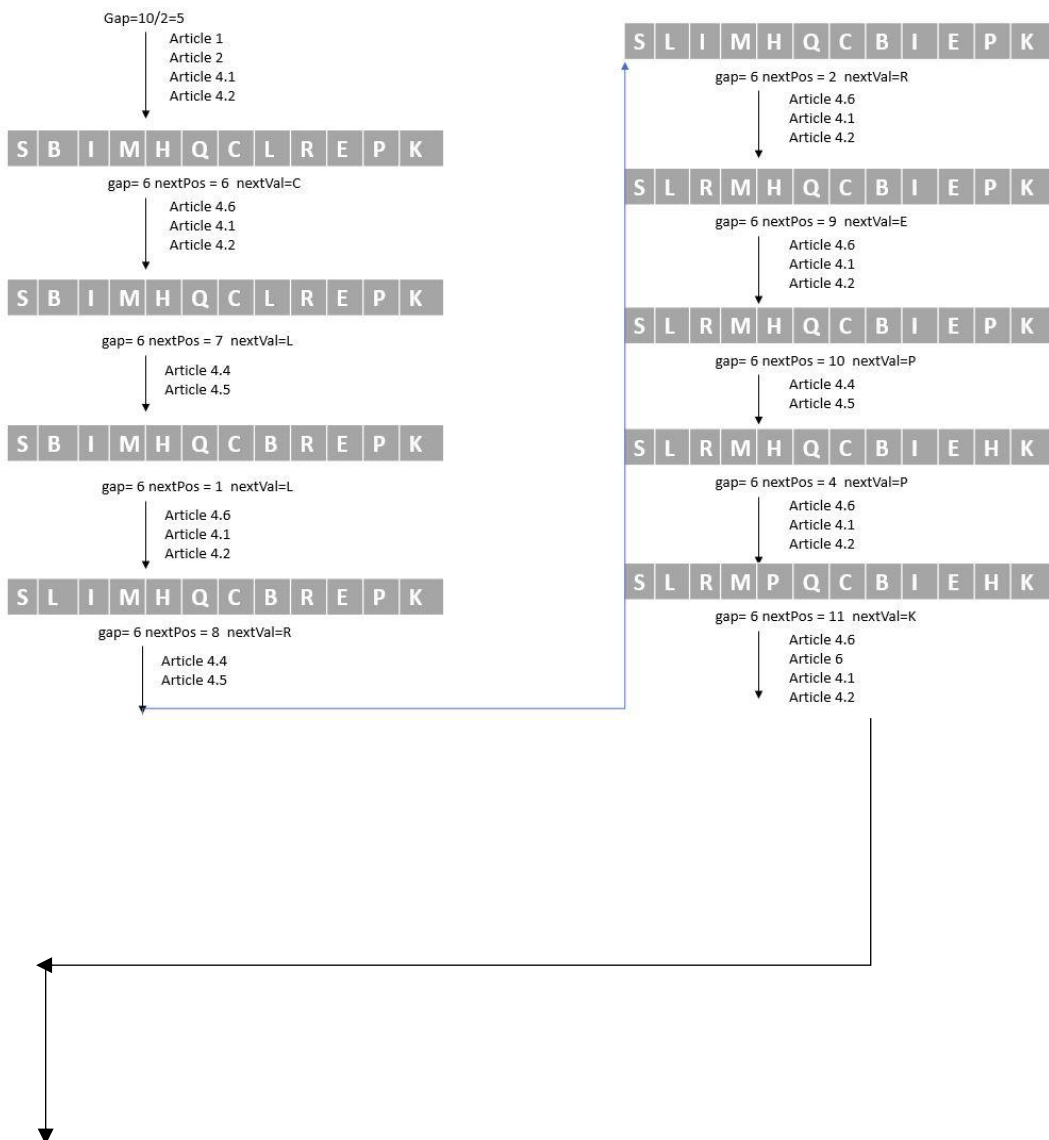 Gap=10/2=5
Article 1
Article 2
Article 4.1
Article 4.2
S B I M H Q C L R E P K
gap= 6 nextPos = 6 nextVal=C
Article 4.6
Article 4.1
Article 4.2
S B I M H Q C L R E P K
gap= 6 nextPos = 7 nextVal=L
Article 4.4
Article 4.5
S B I M H Q C B R E P K
gap= 6 nextPos = 1 nextVal=L
Article 4.6
Article 4.1
Article 4.2
S L I M H Q C B R E P K
gap= 6 nextPos = 8 nextVal=R
Article 4.4
Article 4.5
S L I M H Q C B I E P K
gap= 6 nextPos = 2 nextVal=R
Article 4.6
Article 4.1
Article 4.2
S L R M H Q C B I E P K
gap= 6 nextPos = 9 nextVal=E
Article 4.6
Article 4.1
Article 4.2
S L R M H Q C B I E P K
gap= 6 nextPos = 10 nextVal=P
Article 4.4
Article 4.5
S L R M H Q C B I E H K
gap= 6 nextPos = 4 nextVal=P
Article 4.6
Article 4.1
Article 4.2
S L R M P Q C B I E H K
gap= 6 nextPos = 11 nextVal=K
Article 4.6
Article 6
Article 4.1
Article 4.2